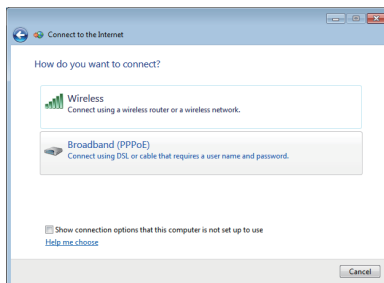 Connect to the Internet
How do you want to connect?
Wireless
Connect using a wireless router or a wireless network.
Broadband (PPPoE)
Connect using DSL or cable that requires a user name and password.
Show connection options that this computer is not set up to use
Help me choose
Cancel